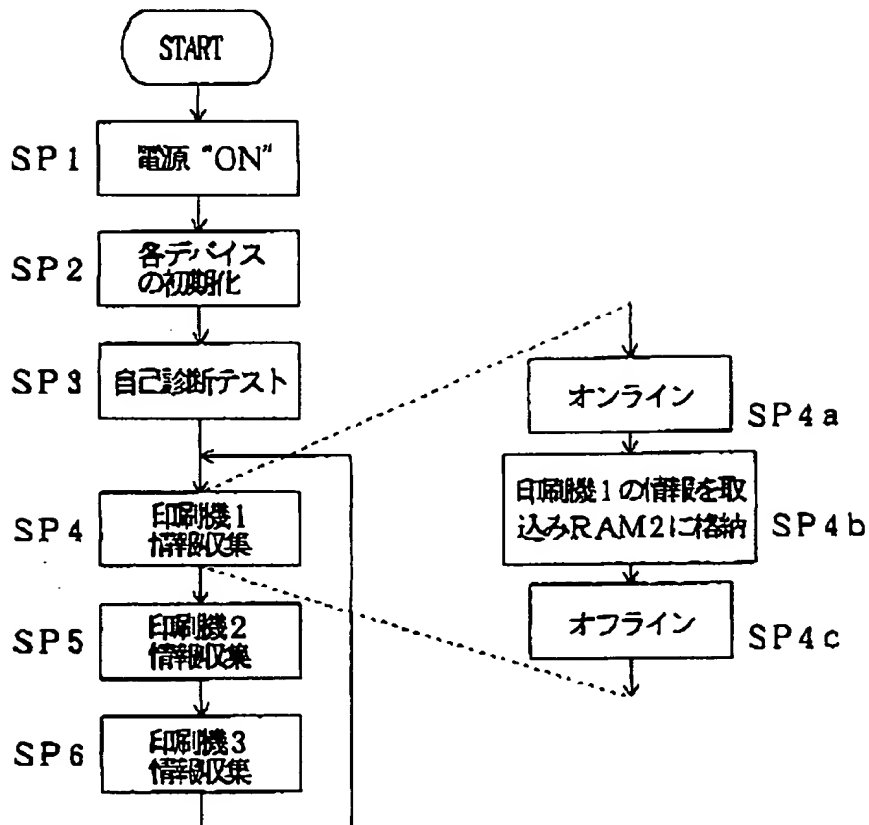 START
SP1
電源 “ON”
SP2
各デバイス
の初期化
SP3
自己診断テスト
SP4
印刷機1
情報収集
SP5
印刷機2
情報収集
SP6
印刷機3
情報収集
オンライン
SP4a
印刷機1の情報を取
込みRAM2に格納
SP4b
オフライン
SP4c